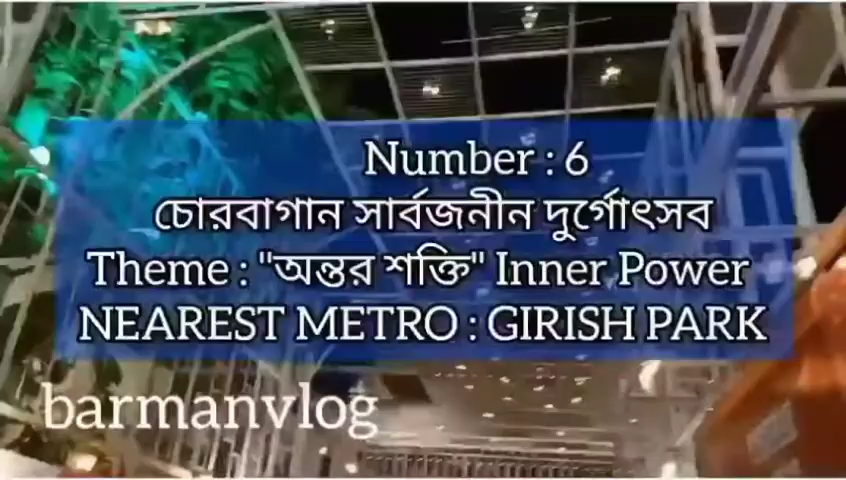 Number : 6
চোরবাগান সার্বজনীন দুর্গোৎসব
Theme : "অন্তর শক্তি" Inner Power
NEAREST METRO : GIRISH PARK
barmanvlog